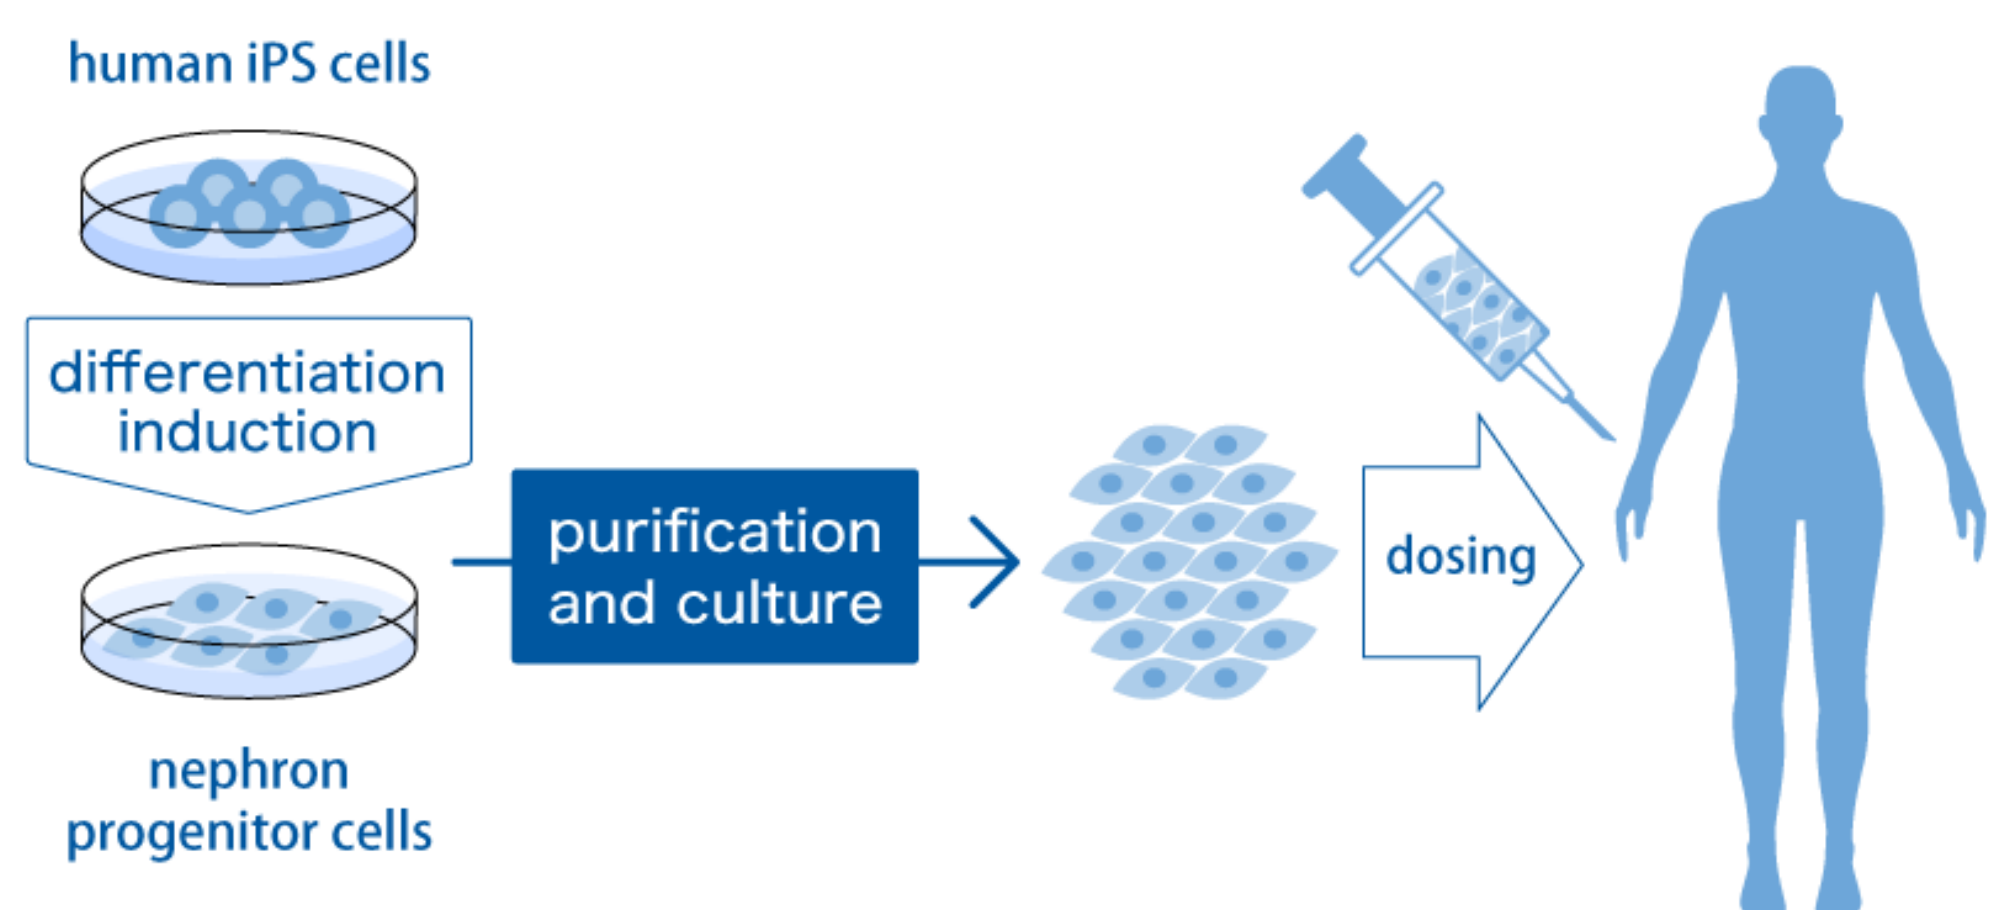 human iPS cells
differentiation
induction
nephron
progenitor cells
purification
and culture
dosing